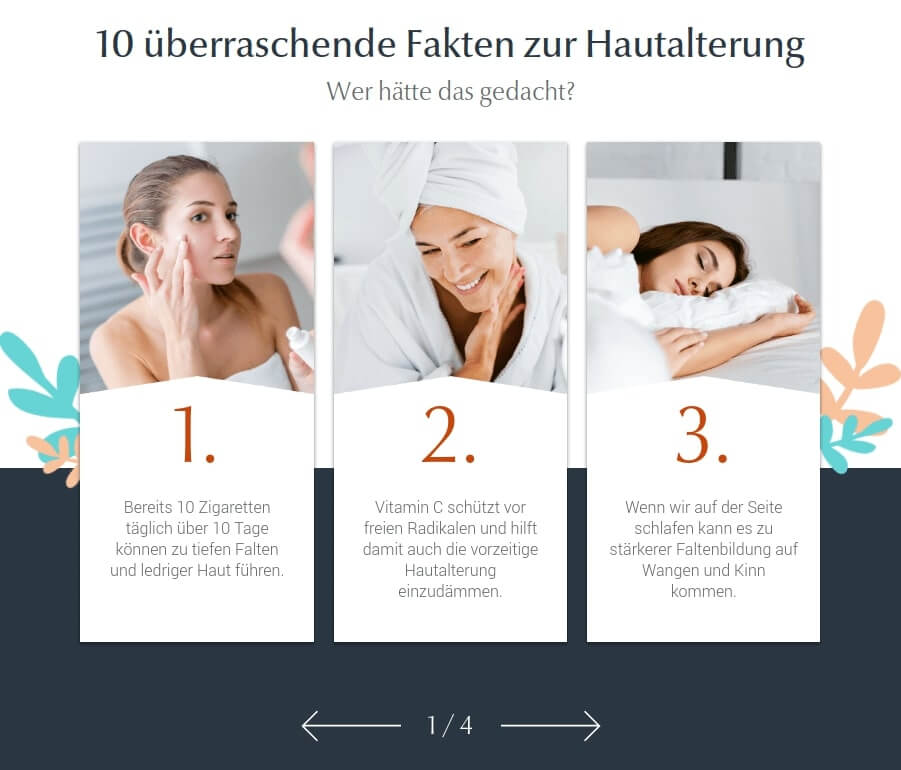 10 überraschende Fakten zur Hautalterung
Wer hätte das gedacht?
1.
Bereits 10 Zigaretten
täglich über 10 Tage
können zu tiefen Falten
und ledriger Haut führen.
2.
Vitamin C schützt vor
freien Radikalen und hilft
damit auch die vorzeitige
Hautalterung
einzudämmen.
3.
Wenn wir auf der Seite
schlafen kann es zu
stärkerer Faltenbildung auf
Wangen und Kinn
kommen.
1 / 4